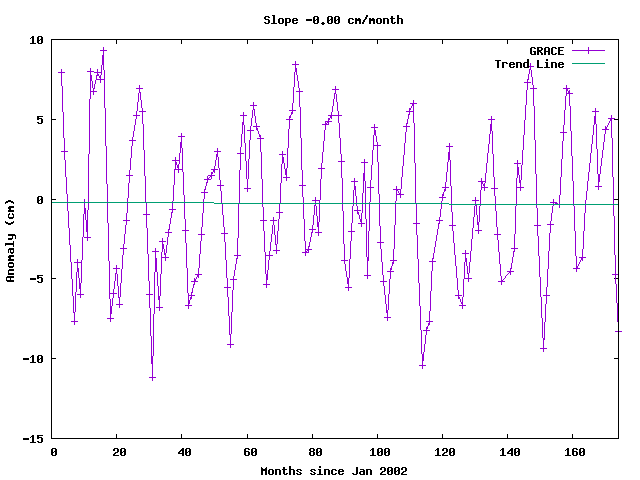 Slope -0.00 cm/month
GRACE
Trend Line
10
5
0
-5
-10
-15
Anomaly (cm)
0 20 40 60 80 100 120 140 160
Months since Jan 2002